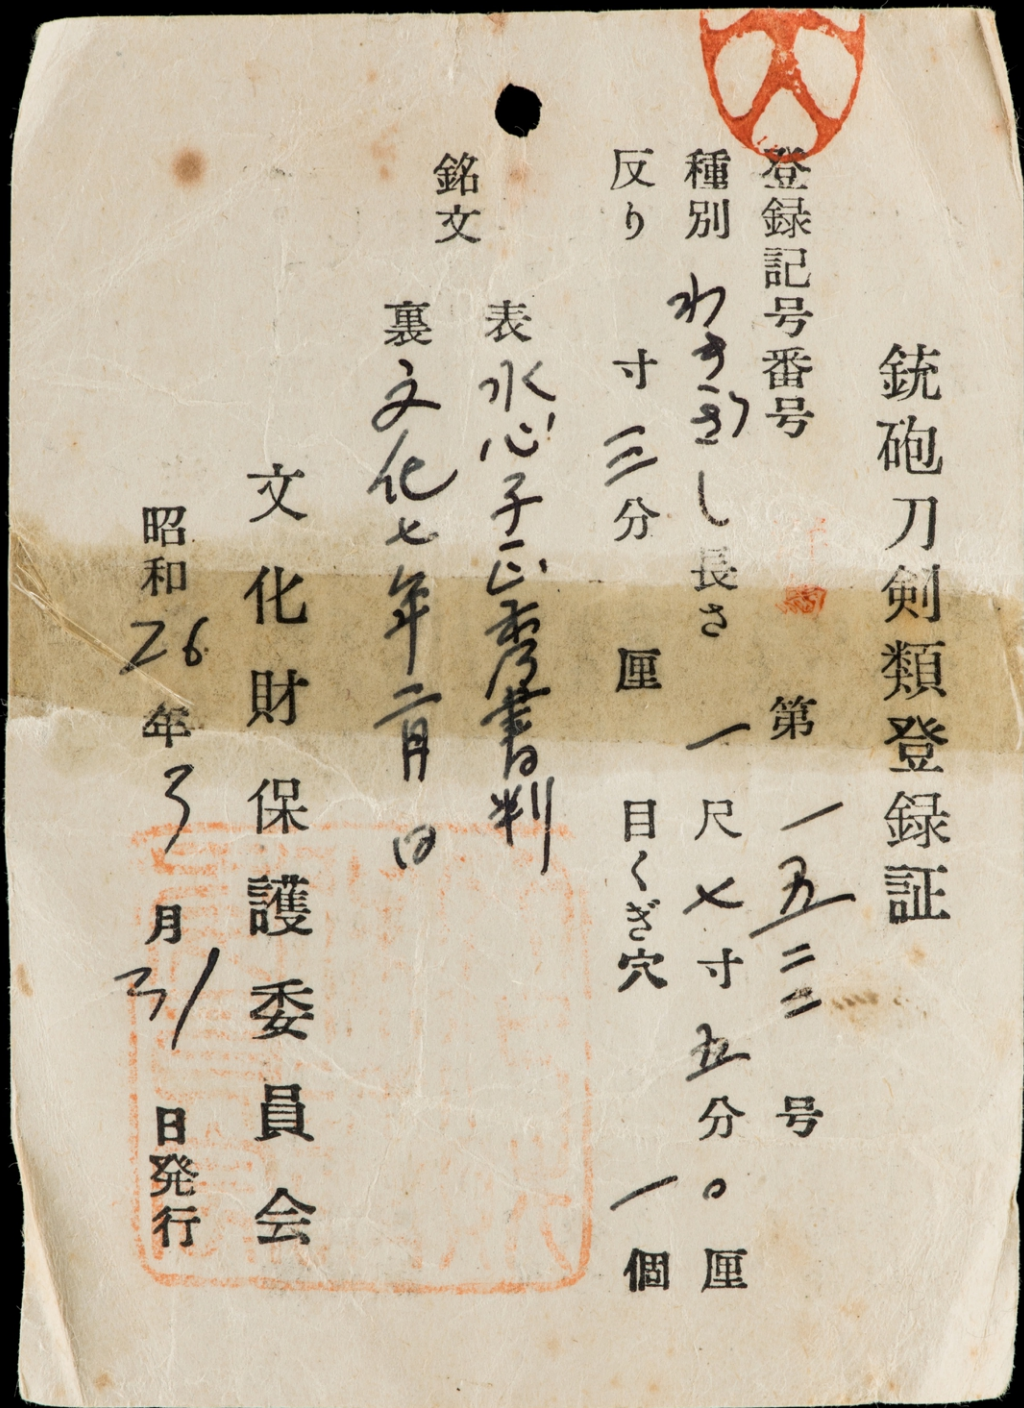 銃砲刀剣類登録証
登録記号番号 第一五二二号
種別 わきざし 長さ 一尺七寸五分〇厘
反り 寸三分 厘 目くぎ穴 一個
銘文
表 水心子正秀 書判
裏 文化七年二月日
文化財保護委員会
昭和26年3月31日発行